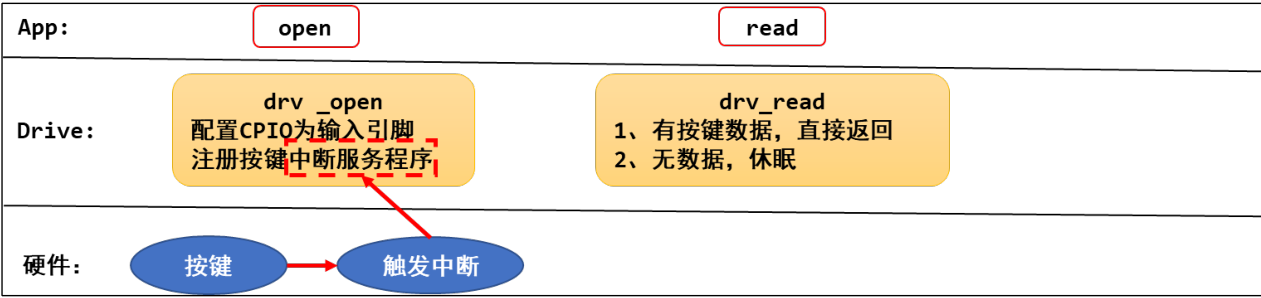 App:
open
read
Drive:
drv _open
配置CPIO为输入引脚
注册按键中断服务程序
drv_read
1、有按键数据，直接返回
2、无数据，休眠
硬件：
按键
触发中断